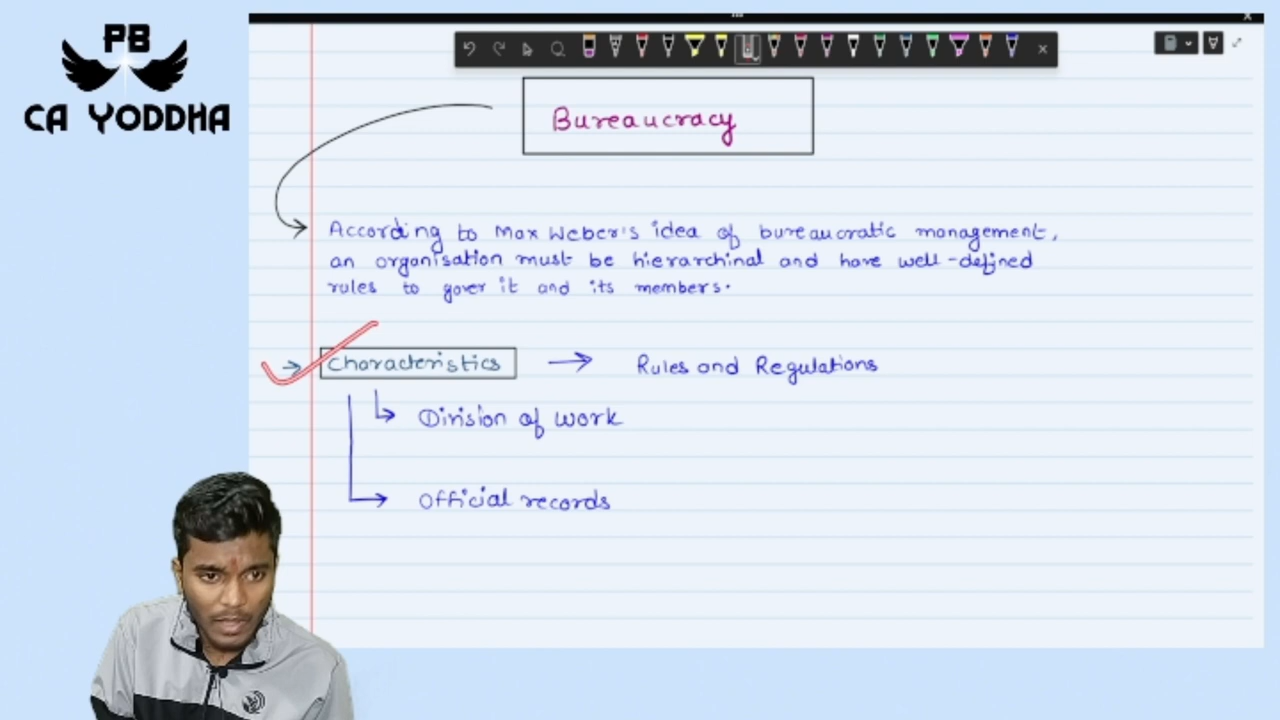 PB
CA YODDHA
Bureaucracy
According to Max Weber's idea of bureaucratic management,
an organisation must be hierarchinal and have well-defined
rules to gover it and its members.
Characteristics → Rules and Regulations
Division of work
Official records